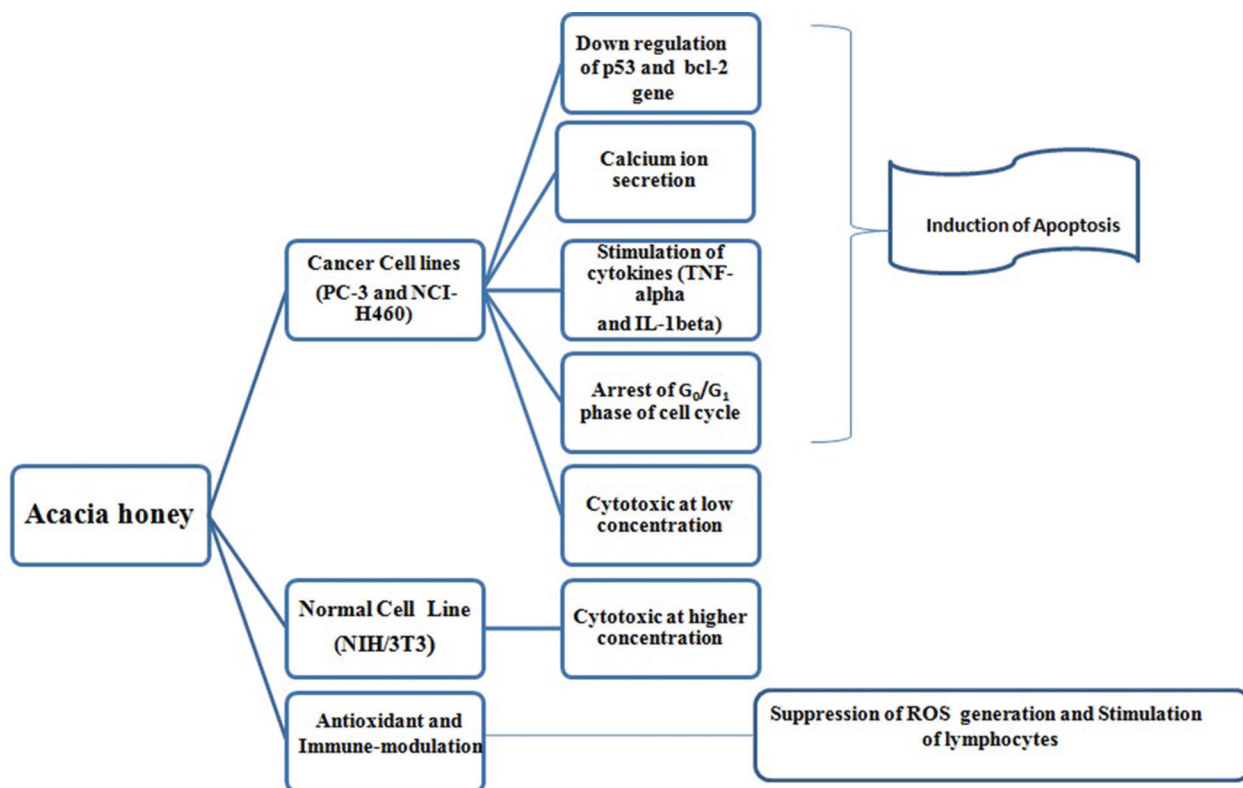 Down regulation
of p53 and bcl-2
gene
Calcium ion
secretion
Induction of Apoptosis
Cancer Cell lines
(PC-3 and NCI-
H460)
Stimulation of
cytokines (TNF-
alpha
and IL-1beta)
Arrest of G₀/G₁
phase of cell cycle
Acacia honey
Cytotoxic at low
concentration
Normal Cell Line
(NIH/3T3)
Cytotoxic at higher
concentration
Antioxidant and
Immune-modulation
Suppression of ROS generation and Stimulation
of lymphocytes